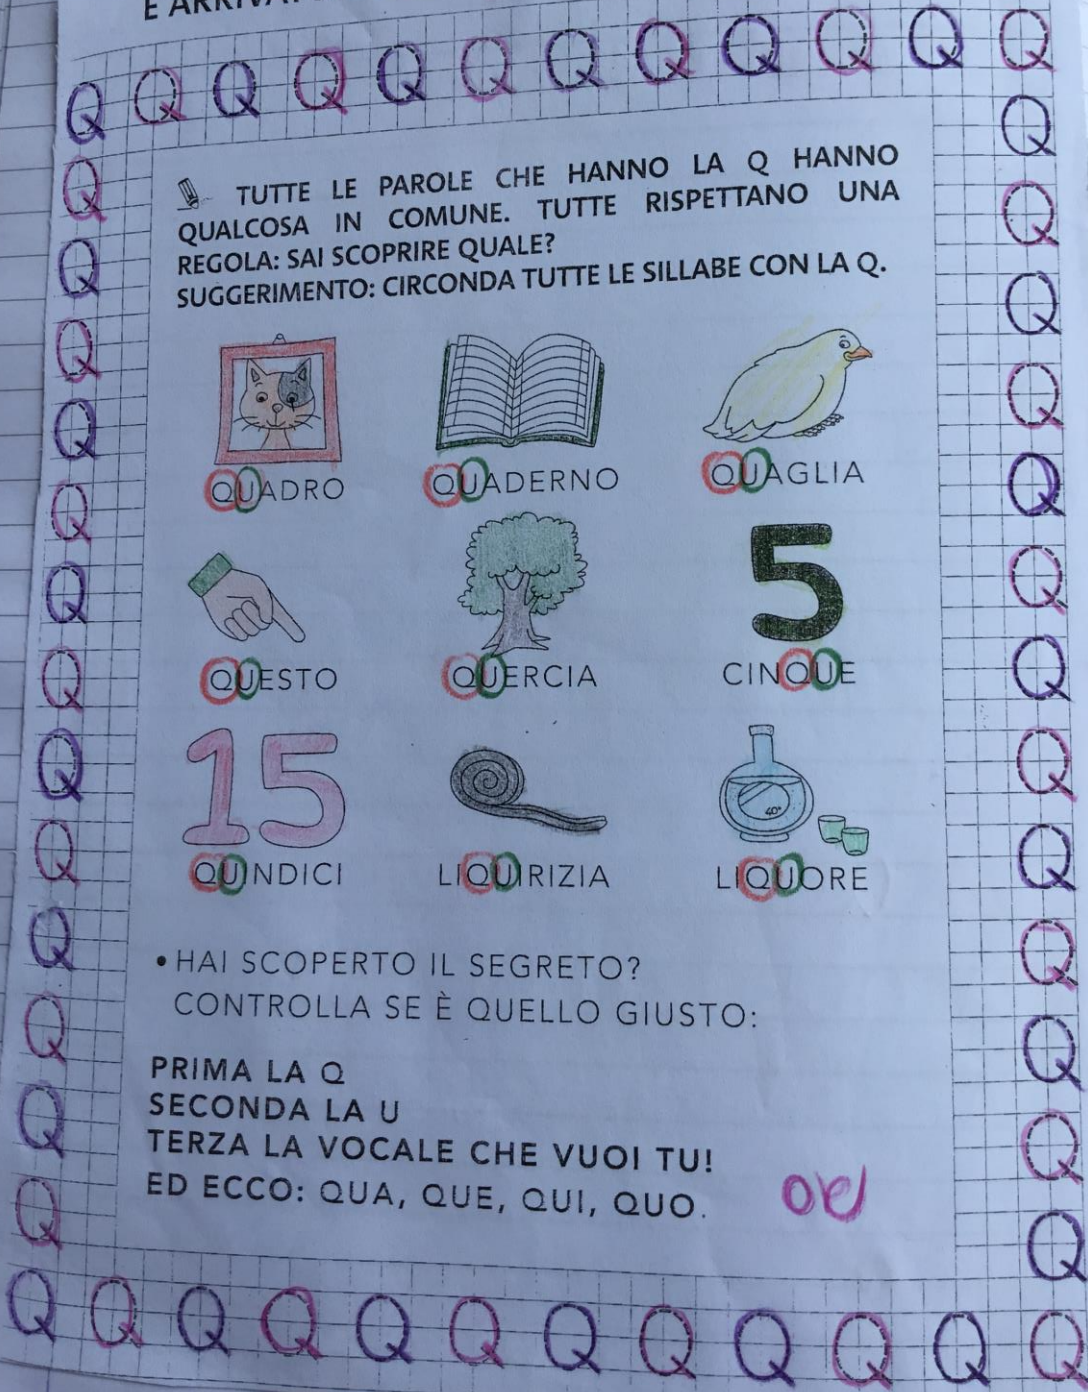 Q Q Q Q Q Q Q Q Q Q Q Q
Q
Q
Q
Q
Q
Q
Q
Q
Q
Q
Q
Q
Q
Q
TUTTE LE PAROLE CHE HANNO LA Q HANNO
QUALCOSA IN COMUNE. TUTTE RISPETTANO UNA
REGOLA: SAI SCOPRIRE QUALE?
SUGGERIMENTO: CIRCONDA TUTTE LE SILLABE CON LA Q.
QUADRO QUADERNO QUAGLIA
5
QUESTO QUERCIA CINQUE
15
40°
QUINDICI LIQUIRIZIA LIQUORE
• HAI SCOPERTO IL SEGRETO?
CONTROLLA SE È QUELLO GIUSTO:
PRIMA LA Q
SECONDA LA U
TERZA LA VOCALE CHE VUOI TU!
ED ECCO: QUA, QUE, QUI, QUO.
Q
Q
Q
Q
Q
Q
Q
Q
Q
Q
Q
Q
Q
Q Q Q Q Q Q Q Q Q Q Q Q